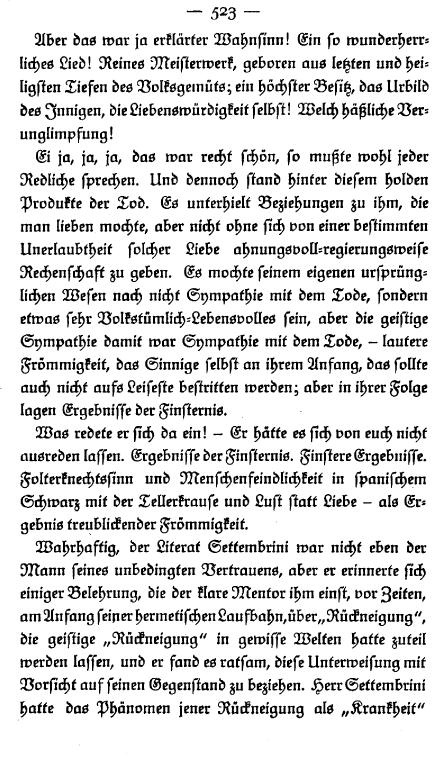 — 523 —
Aber das war ja erklärter Wahnsinn! Ein so wunderherr=
liches Lied! Reines Meisterwerk, geboren aus letzten und hei=
ligsten Tiefen des Volksgemüts; ein höchster Besitz, das Urbild
des Innigen, die Liebenswürdigkeit selbst! Welch häßliche Ver=
unglimpfung!
Ei ja, ja, ja, das war recht schön, so mußte wohl jeder
Redliche sprechen. Und dennoch stand hinter diesem holden
Produkte der Tod. Es unterhielt Beziehungen zu ihm, die
man lieben mochte, aber nicht ohne sich von einer bestimmten
Unerlaubtheit solcher Liebe ahnungsvoll=regierungsweise
Rechenschaft zu geben. Es mochte seinem eigenen ursprüng=
lichen Wesen nach nicht Sympathie mit dem Tode, sondern
etwas sehr Volkstümlich=Lebensvolles sein, aber die geistige
Sympathie damit war Sympathie mit dem Tode, – lautere
Frömmigkeit, das Sinnige selbst an ihrem Anfang, das sollte
auch nicht aufs Leiseste bestritten werden; aber in ihrer Folge
lagen Ergebnisse der Finsternis.
Was redete er sich da ein! – Er hätte es sich von euch nicht
ausreden lassen. Ergebnisse der Finsternis. Finstere Ergebnisse.
Folterknechtssinn und Menschenfeindlichkeit in spanischem
Schwarz mit der Tellerkrause und Lust statt Liebe – als Er=
gebnis treublickender Frömmigkeit.
Wahrhaftig, der Literat Settembrini war nicht eben der
Mann seines unbedingten Vertrauens, aber er erinnerte sich
einiger Belehrung, die der klare Mentor ihm einst, vor Zeiten,
am Anfang seiner hermetischen Laufbahn, über „Rückneigung“,
die geistige „Rückneigung“ in gewisse Welten hatte zuteil
werden lassen, und er fand es ratsam, diese Unterweisung mit
Vorsicht auf seinen Gegenstand zu beziehen. Herr Settembrini
hatte das Phänomen jener Rückneigung als „Krankheit“